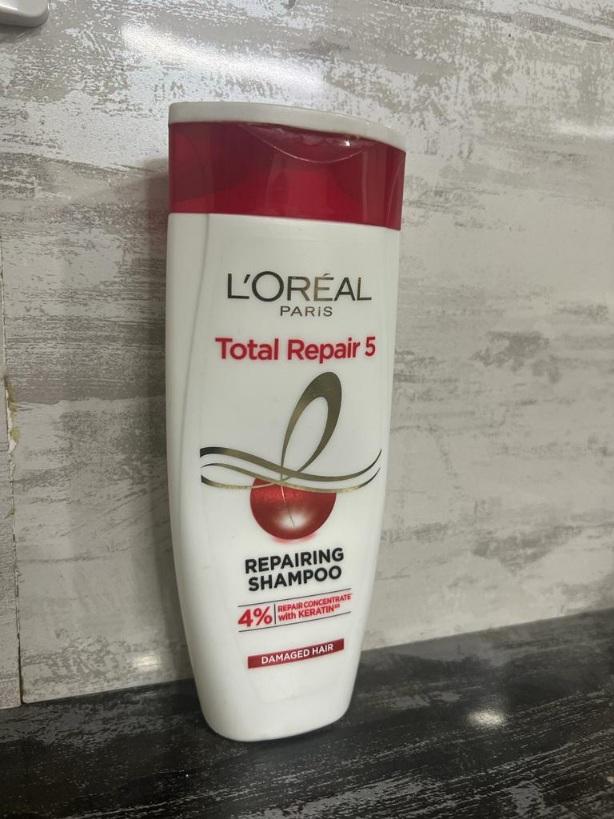 L'ORÉAL
PARIS
Total Repair 5
REPAIRING
SHAMPOO
4% REPAIR CONCENTRATE
with KERATIN
DAMAGED HAIR